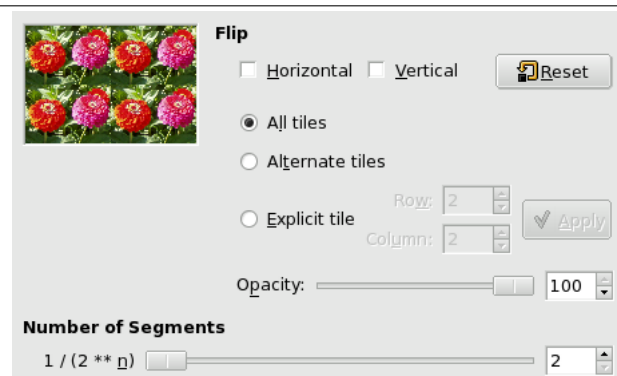 Flip
Horizontal Vertical Reset
All tiles
Alternate tiles
Row: 2
Explicit tile Apply
Column: 2
Opacity: 100
Number of Segments
1 / (2 ** n) 2